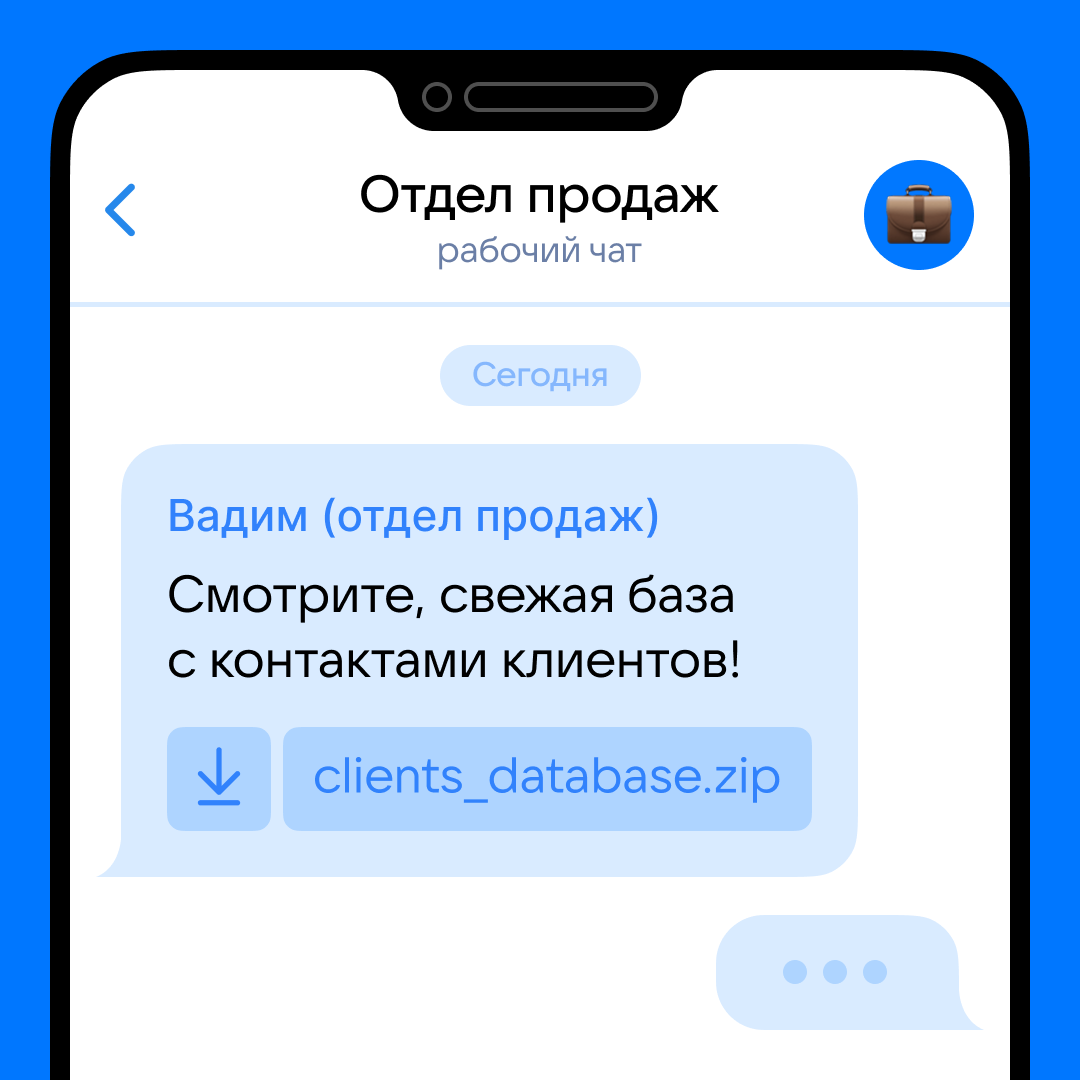 Отдел продаж
рабочий чат
Сегодня
Вадим (отдел продаж)
Смотрите, свежая база
с контактами клиентов!
clients_database.zip